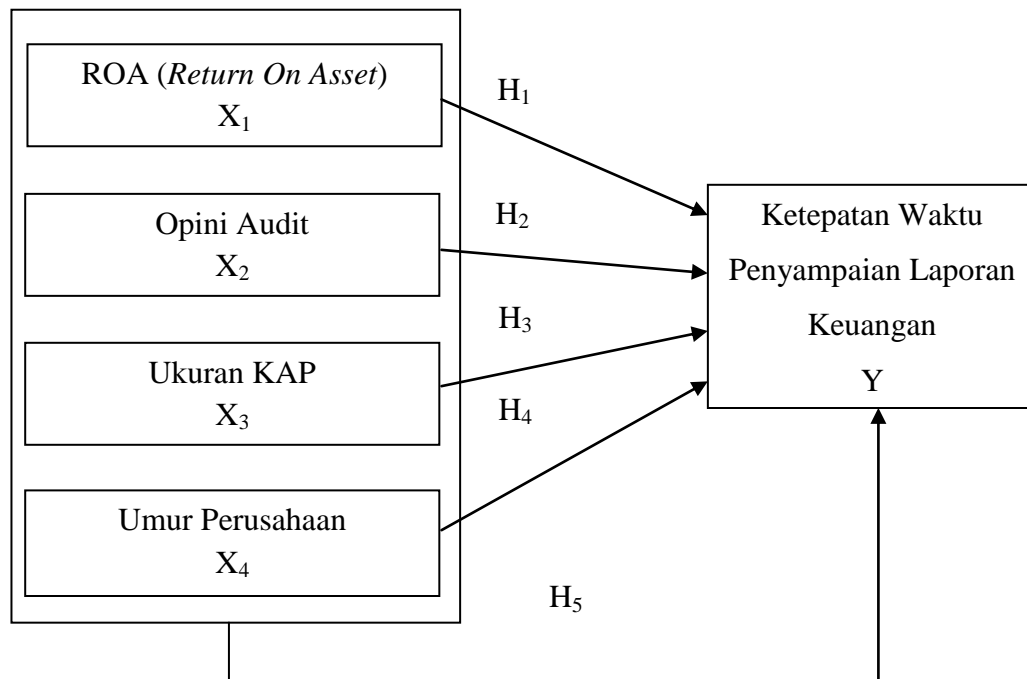 ROA (Return On Asset)
X₁
Opini Audit
X₂
Ukuran KAP
X₃
Umur Perusahaan
X₄
H₁
H₂
H₃
H₄
H₅
Ketepatan Waktu
Penyampaian Laporan
Keuangan
Y